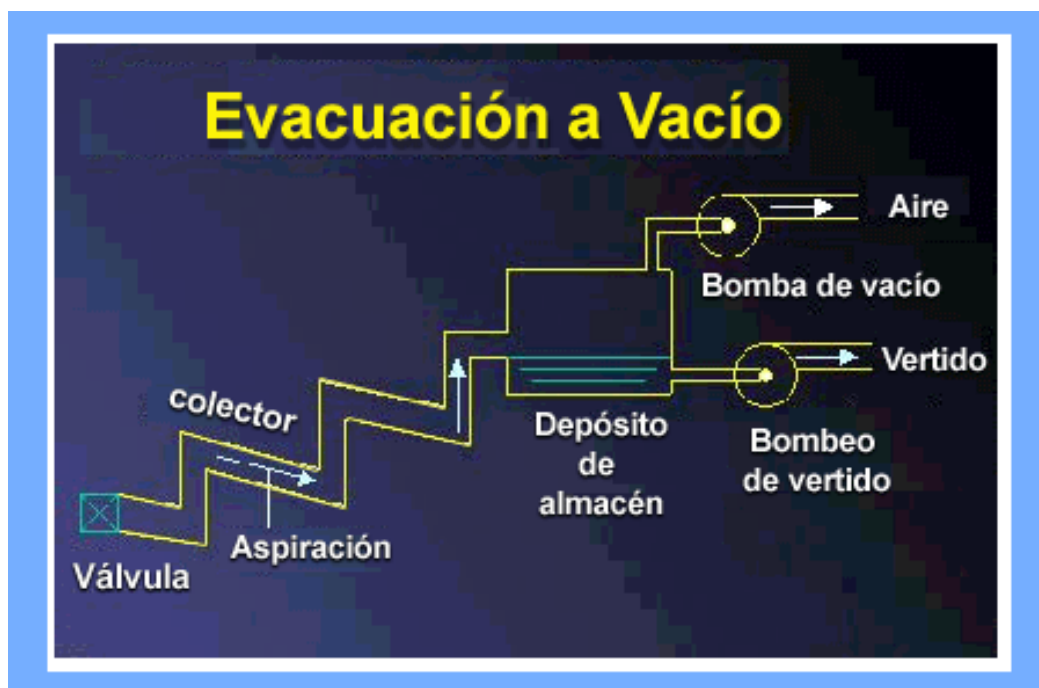 Evacuación a Vacío
Aire
Bomba de vacío
Vertido
colector
Depósito
de
almacén
Bombeo
de vertido
Aspiración
Válvula